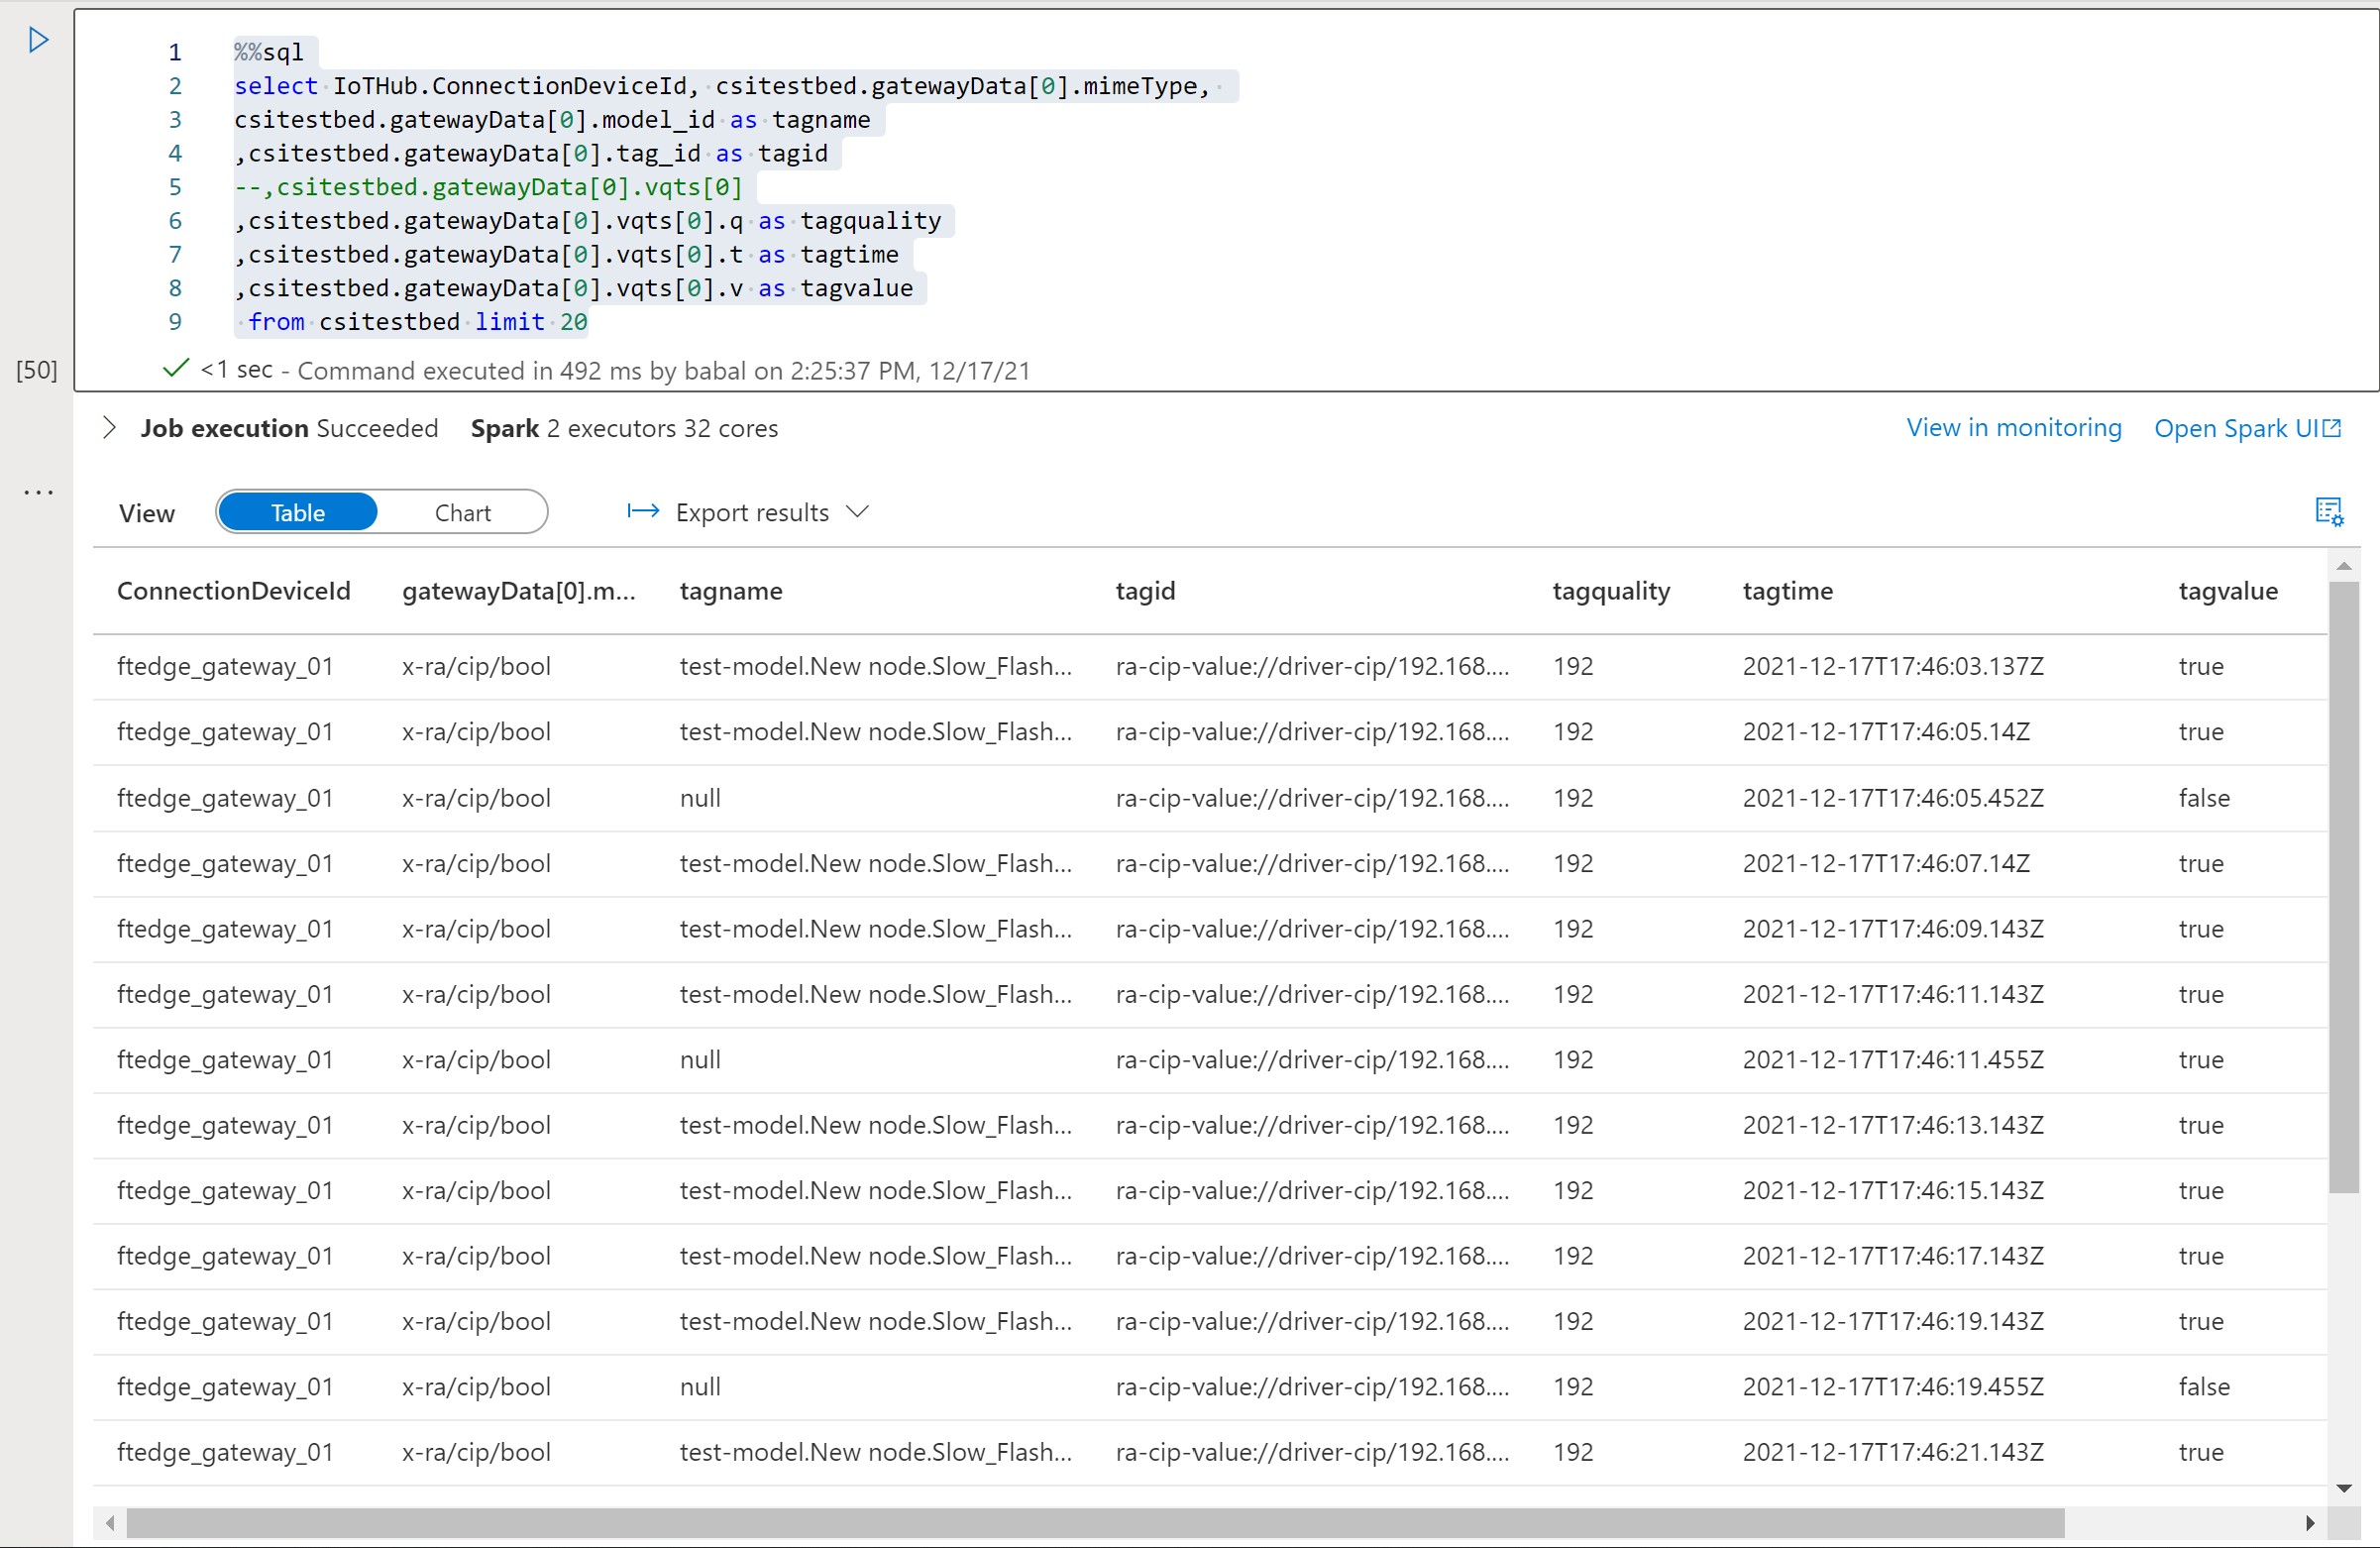 1 %%sql
2 select IoTHub.ConnectionDeviceId, csitestbed.gatewayData[0].mimeType,
3 csitestbed.gatewayData[0].model_id as tagname
4 ,csitestbed.gatewayData[0].tag_id as tagid
5 --,csitestbed.gatewayData[0].vqts[0]
6 ,csitestbed.gatewayData[0].vqts[0].q as tagquality
7 ,csitestbed.gatewayData[0].vqts[0].t as tagtime
8 ,csitestbed.gatewayData[0].vqts[0].v as tagvalue
9 from csitestbed limit 20
[50] <1 sec - Command executed in 492 ms by babal on 2:25:37 PM, 12/17/21
Job execution Succeeded Spark 2 executors 32 cores View in monitoring Open Spark UI
View Table Chart Export results
ConnectionDeviceId gatewayData[0].m... tagname tagid tagquality tagtime tagvalue
ftedge_gateway_01 x-ra/cip/bool test-model.New node.Slow_Flash... ra-cip-value://driver-cip/192.168.... 192 2021-12-17T17:46:03.137Z true
ftedge_gateway_01 x-ra/cip/bool test-model.New node.Slow_Flash... ra-cip-value://driver-cip/192.168.... 192 2021-12-17T17:46:05.14Z true
ftedge_gateway_01 x-ra/cip/bool null ra-cip-value://driver-cip/192.168.... 192 2021-12-17T17:46:05.452Z false
ftedge_gateway_01 x-ra/cip/bool test-model.New node.Slow_Flash... ra-cip-value://driver-cip/192.168.... 192 2021-12-17T17:46:07.14Z true
ftedge_gateway_01 x-ra/cip/bool test-model.New node.Slow_Flash... ra-cip-value://driver-cip/192.168.... 192 2021-12-17T17:46:09.143Z true
ftedge_gateway_01 x-ra/cip/bool test-model.New node.Slow_Flash... ra-cip-value://driver-cip/192.168.... 192 2021-12-17T17:46:11.143Z true
ftedge_gateway_01 x-ra/cip/bool null ra-cip-value://driver-cip/192.168.... 192 2021-12-17T17:46:11.455Z true
ftedge_gateway_01 x-ra/cip/bool test-model.New node.Slow_Flash... ra-cip-value://driver-cip/192.168.... 192 2021-12-17T17:46:13.143Z true
ftedge_gateway_01 x-ra/cip/bool test-model.New node.Slow_Flash... ra-cip-value://driver-cip/192.168.... 192 2021-12-17T17:46:15.143Z true
ftedge_gateway_01 x-ra/cip/bool test-model.New node.Slow_Flash... ra-cip-value://driver-cip/192.168.... 192 2021-12-17T17:46:17.143Z true
ftedge_gateway_01 x-ra/cip/bool test-model.New node.Slow_Flash... ra-cip-value://driver-cip/192.168.... 192 2021-12-17T17:46:19.143Z true
ftedge_gateway_01 x-ra/cip/bool null ra-cip-value://driver-cip/192.168.... 192 2021-12-17T17:46:19.455Z false
ftedge_gateway_01 x-ra/cip/bool test-model.New node.Slow_Flash... ra-cip-value://driver-cip/192.168.... 192 2021-12-17T17:46:21.143Z true